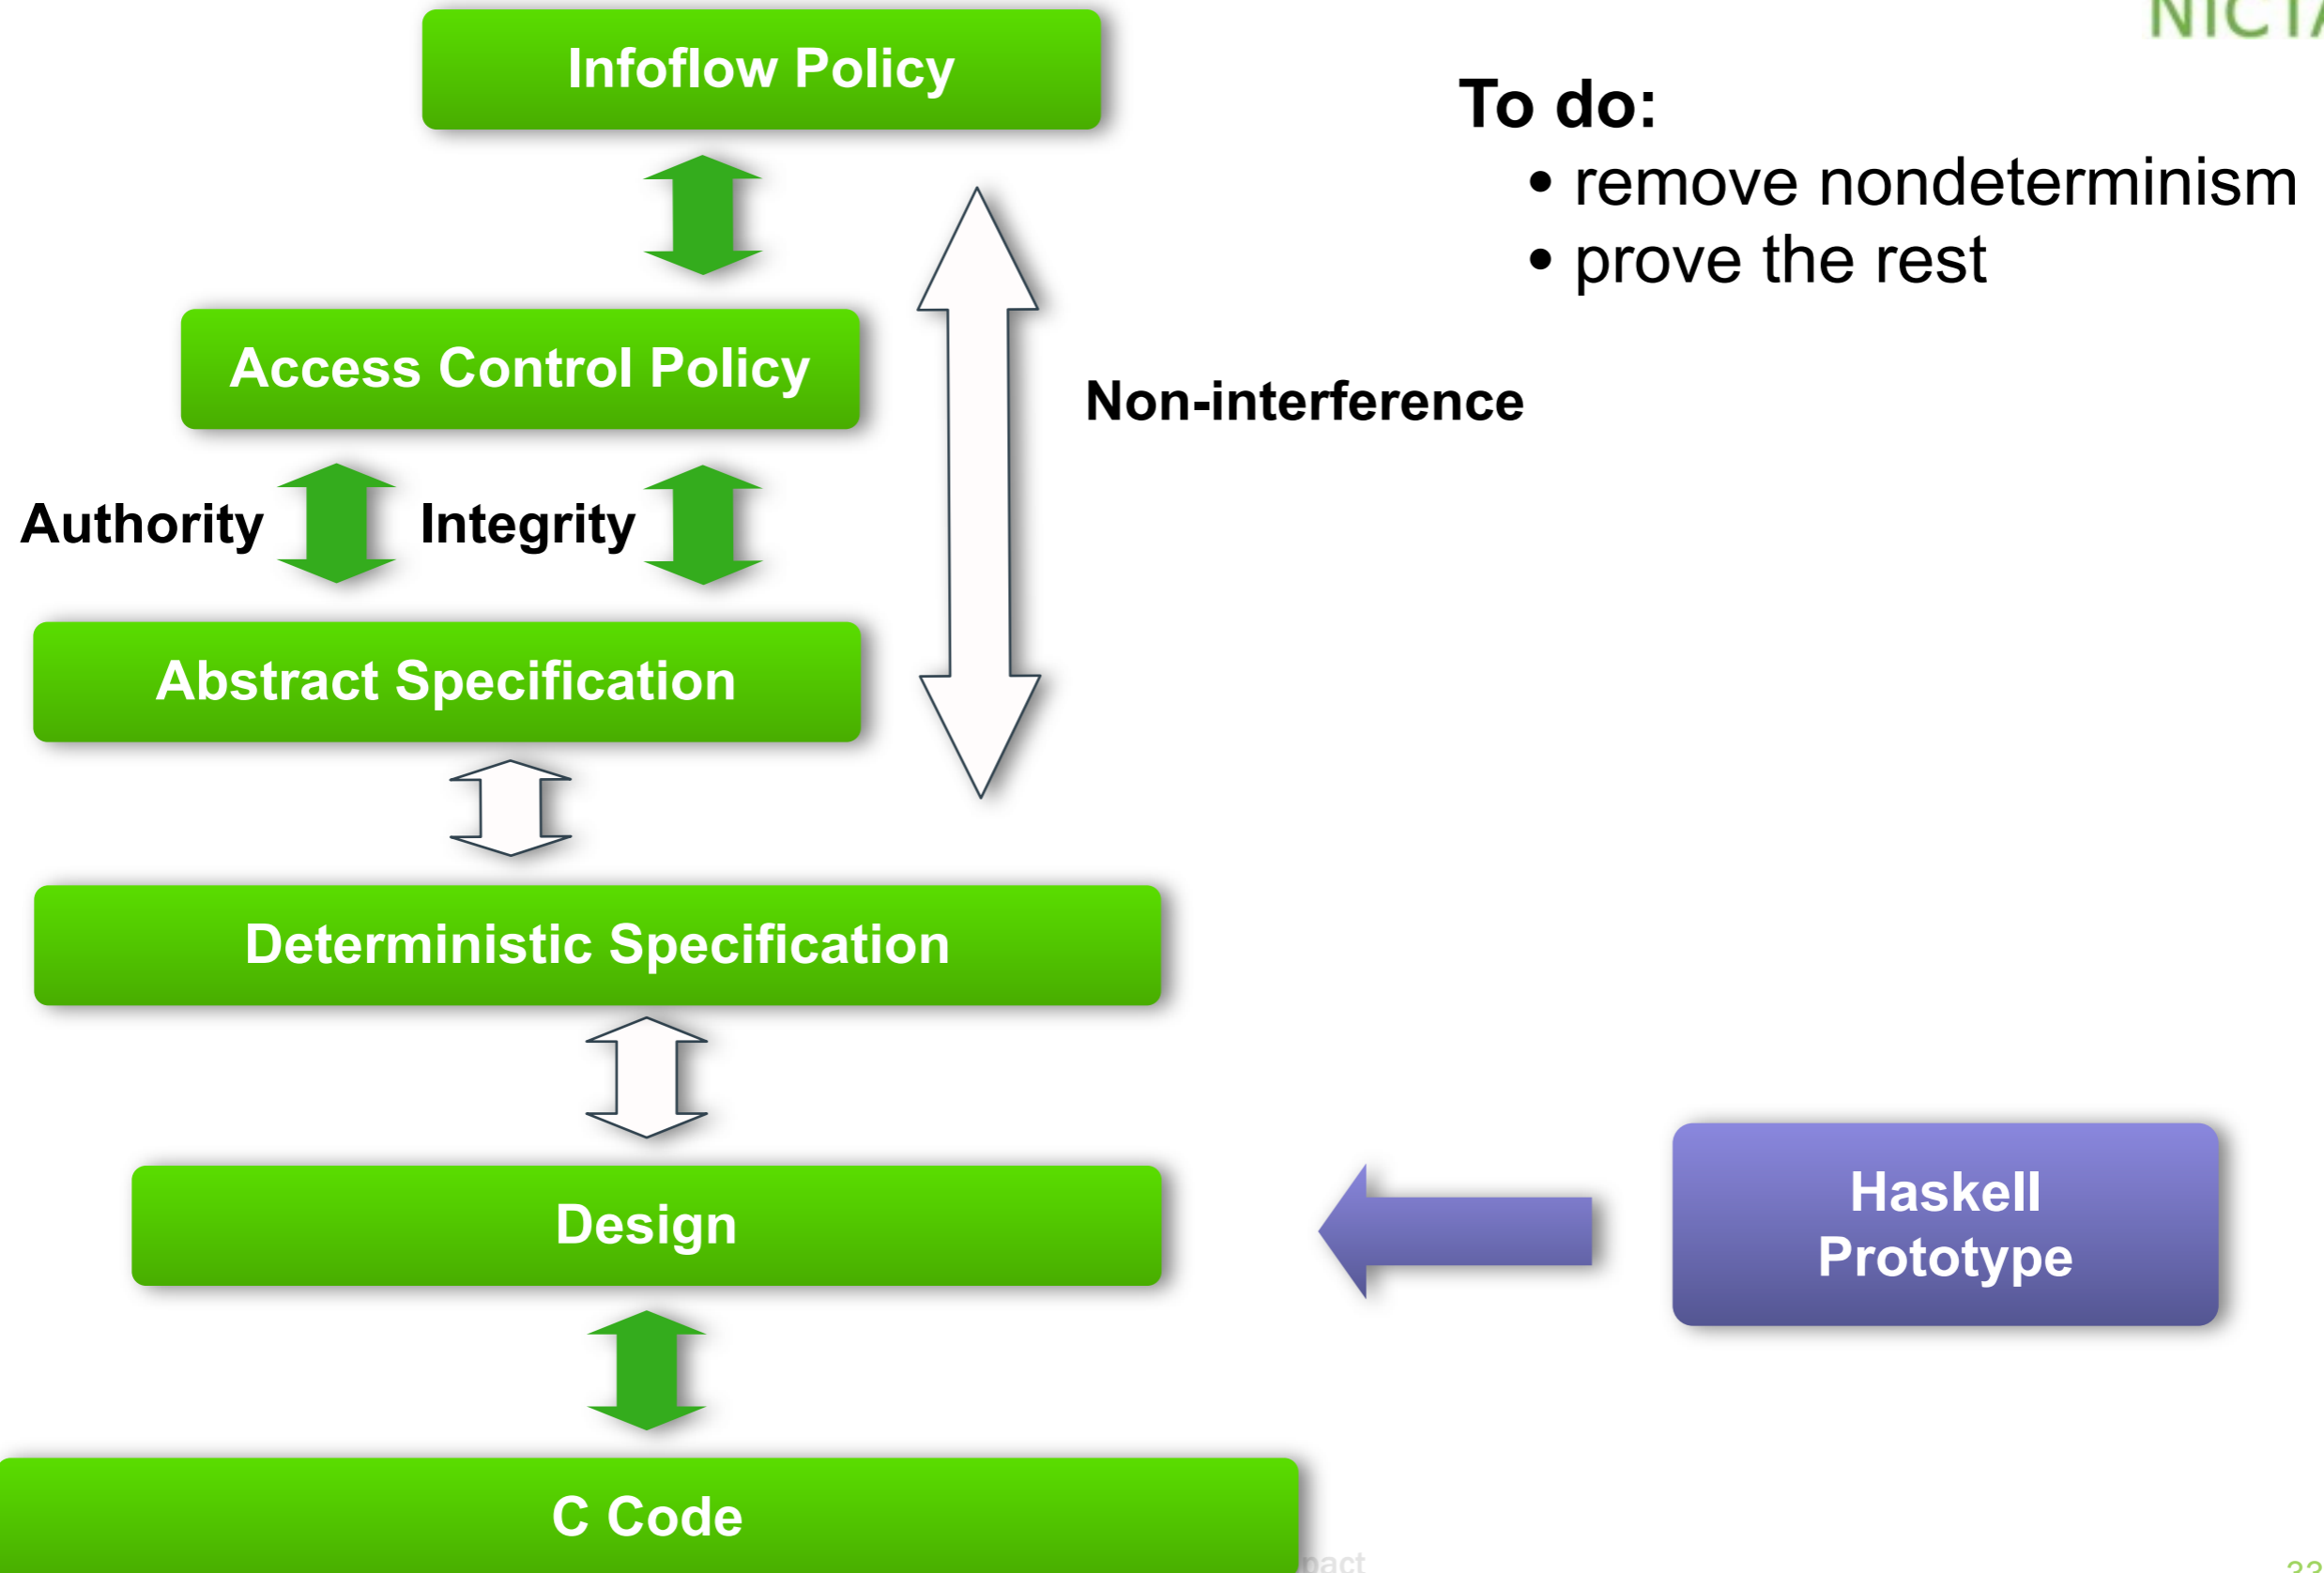 Infoflow Policy
To do:
• remove nondeterminism
• prove the rest
Access Control Policy
Non-interference
Authority
Integrity
Abstract Specification
Deterministic Specification
Design
Haskell
Prototype
C Code
33